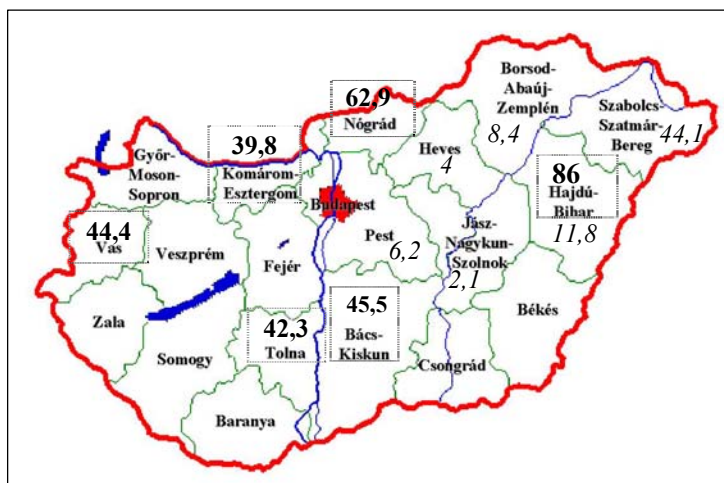 Borsod-
Abaúj-
Zemplén
8,4
Szabolcs-
Szatmár-
Bereg
44,1
62,9
Nógrád
Heves
4
39,8
Komárom-
Esztergom
Győr-
Moson-
Sopron
86
Hajdú-
Bihar
11,8
Budapest
Pest
6,2
Jász-
Nagykun-
Szolnok
2,1
44,4
Vas
Veszprém
Fejér
45,5
Bács-
Kiskun
42,3
Tolna
Békés
Zala
Somogy
Csongrád
Baranya